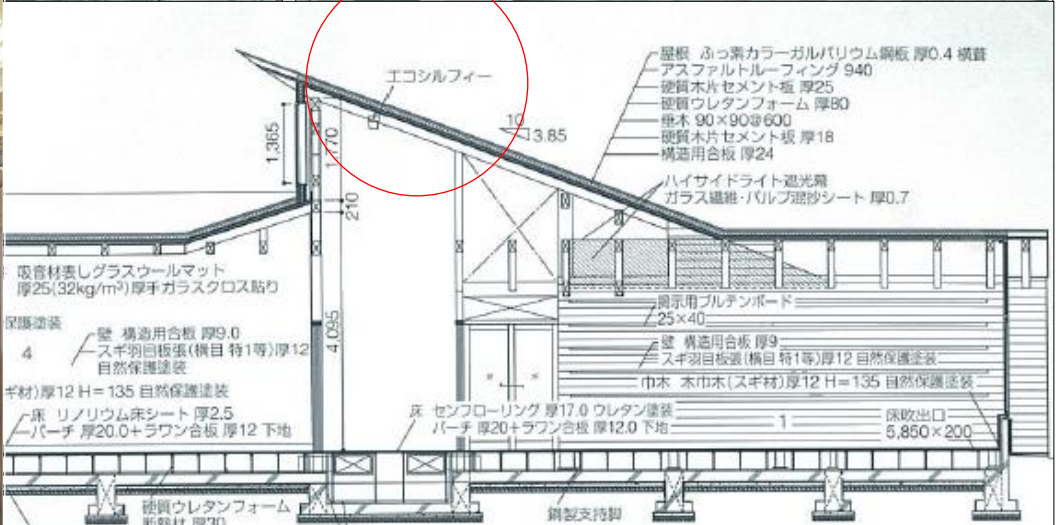 エコシルフィー
屋根 ふっ素カラーガルバリウム鋼板 厚0.4 横葺
アスファルトルーフィング 940
硬質木片セメント板 厚25
硬質ウレタンフォーム 厚80
垂木 90×90@600
硬質木片セメント板 厚18
構造用合板 厚24
10
3.85
1,365
1,170
210
4,095
ハイサイドライト遮光幕
ガラス繊維・パルプ混抄シート 厚0.7
吸音材表しグラスウールマット
厚25(32kg/m³)厚手ガラスクロス貼り
保護塗装
壁 構造用合板 厚9.0
スギ羽目板張(横目 特1等)厚12
自然保護塗装
4
ギ材)厚12 H=135 自然保護塗装
床 リノリウム床シート 厚2.5
パーチ 厚20.0+ラワン合板 厚12 下地
掲示用ブルテンボード
25×40
壁 構造用合板 厚9
スギ羽目板張(横目 特1等)厚12 自然保護塗装
巾木 木巾木(スギ材)厚12 H=135 自然保護塗装
床 センフローリング 厚17.0 ウレタン塗装
パーチ 厚20+ラワン合板 厚12.0 下地
1
床吹出口
5,850×200
硬質ウレタンフォーム
断熱材 厚30
鋼製支持脚